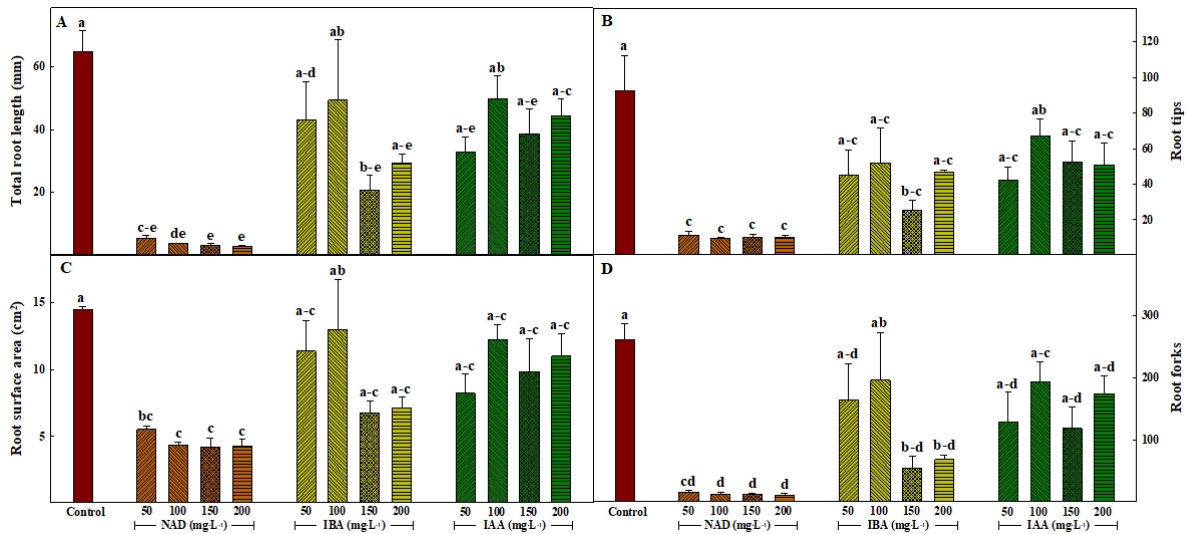 A
Total root length (mm)
60
40
20
a
c-e
de
e
e
a-d
ab
b-e
a-e
a-e
ab
a-e
a-c
B
Root tips
120
100
80
60
40
20
a
c
c
c
c
a-c
a-c
b-c
a-c
a-c
ab
a-c
a-c
C
Root surface area (cm²)
15
10
5
a
bc
c
c
c
a-c
ab
a-c
a-c
a-c
a-c
a-c
a-c
D
Root forks
300
200
100
a
cd
d
d
d
a-d
ab
b-d
b-d
a-d
a-c
a-d
a-d
Control 50 100 150 200 50 100 150 200 50 100 150 200
NAD (mg·L⁻¹) IBA (mg·L⁻¹) IAA (mg·L⁻¹)
Control 50 100 150 200 50 100 150 200 50 100 150 200
NAD (mg·L⁻¹) IBA (mg·L⁻¹) IAA (mg·L⁻¹)